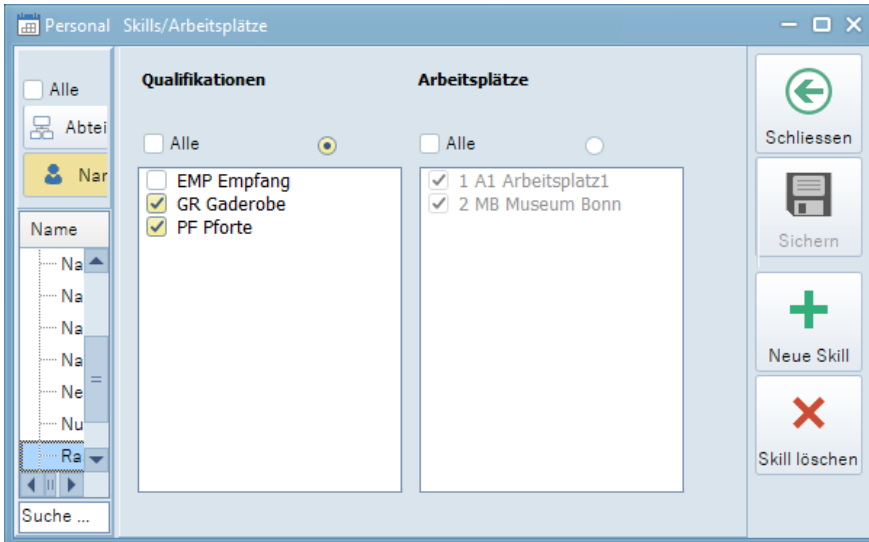 Personal Skills/Arbeitsplätze
Alle
Abtei
Nar
Name
Na
Na
Na
Na
Ne
Nu
Ra
Suche ...
Qualifikationen
Alle
EMP Empfang
GR Gaderobe
PF Pforte
Arbeitsplätze
Alle
1 A1 Arbeitsplatz1
2 MB Museum Bonn
Schliessen
Sichern
Neue Skill
Skill löschen